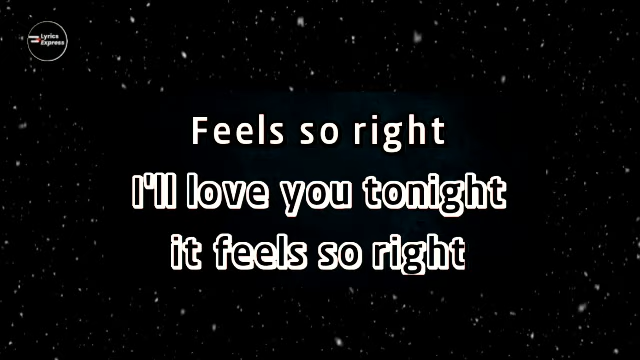 Lyrics
Express
Feels so right
I'll love you tonight
it feels so right